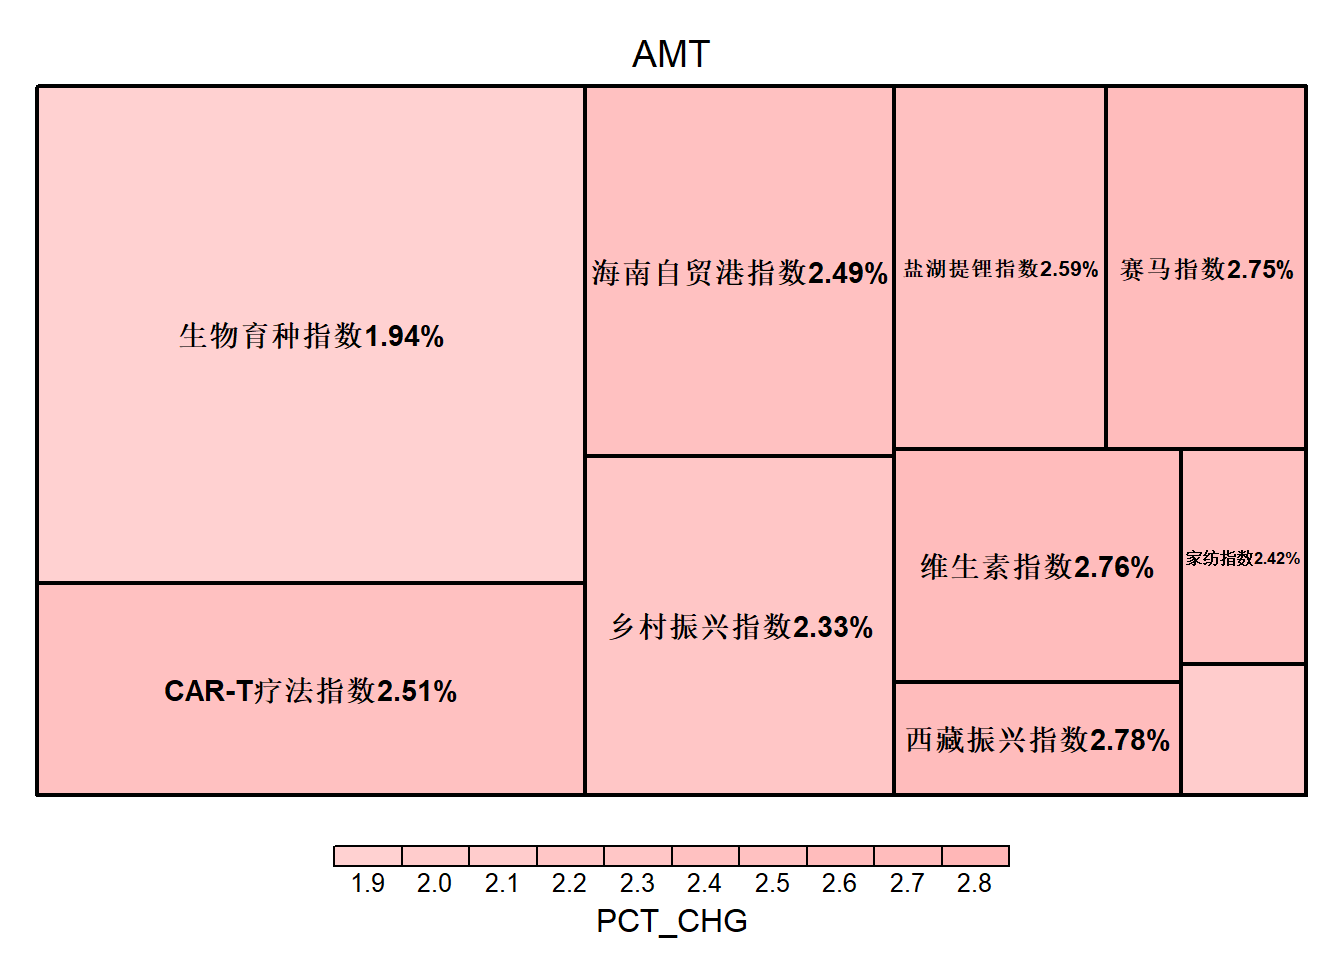 AMT
生物育种指数1.94%
海南自贸港指数2.49%
盐湖提锂指数2.59%
赛马指数2.75%
乡村振兴指数2.33%
维生素指数2.76%
家纺指数2.42%
CAR-T疗法指数2.51%
西藏振兴指数2.78%
1.9 2.0 2.1 2.2 2.3 2.4 2.5 2.6 2.7 2.8
PCT_CHG